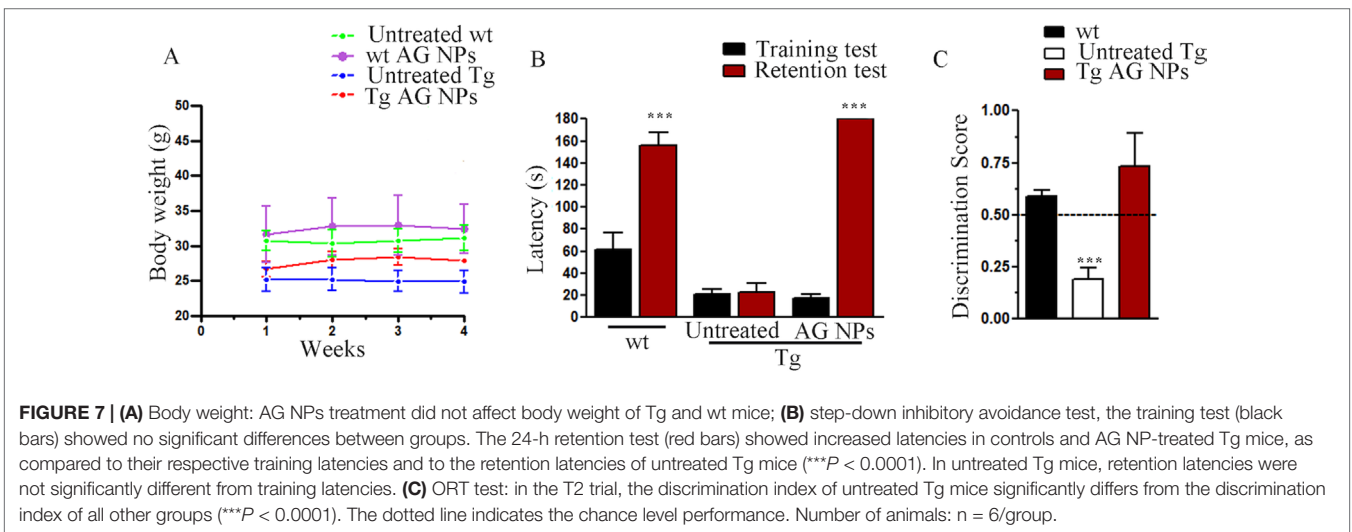 A
Untreated wt
wt AG NPs
Untreated Tg
Tg AG NPs
Body weight (g)
50
45
40
35
30
25
20
0
1
2
3
4
Weeks
B
Training test
Retention test
Latency (s)
180
160
140
120
100
80
60
40
20
0
***
***
wt
Untreated
AG NPs
Tg
C
wt
Untreated Tg
Tg AG NPs
Discrimination Score
1.00
0.75
0.50
0.25
0.00
***
FIGURE 7 | (A) Body weight: AG NPs treatment did not affect body weight of Tg and wt mice; (B) step-down inhibitory avoidance test, the training test (black
bars) showed no significant differences between groups. The 24-h retention test (red bars) showed increased latencies in controls and AG NP-treated Tg mice, as
compared to their respective training latencies and to the retention latencies of untreated Tg mice (***P < 0.0001). In untreated Tg mice, retention latencies were
not significantly different from training latencies. (C) ORT test: in the T2 trial, the discrimination index of untreated Tg mice significantly differs from the discrimination
index of all other groups (***P < 0.0001). The dotted line indicates the chance level performance. Number of animals: n = 6/group.